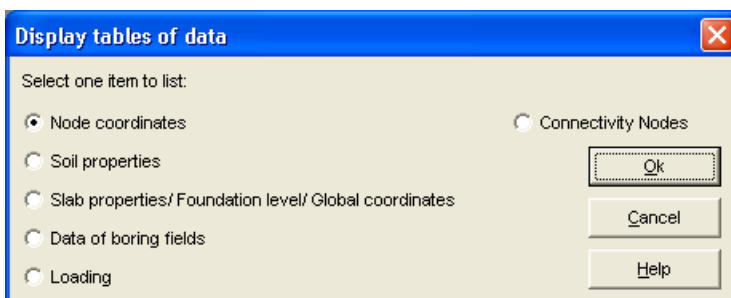 Display tables of data
Select one item to list:
Node coordinates
Connectivity Nodes
Soil properties
Ok
Slab properties/ Foundation level/ Global coordinates
Cancel
Data of boring fields
Loading
Help